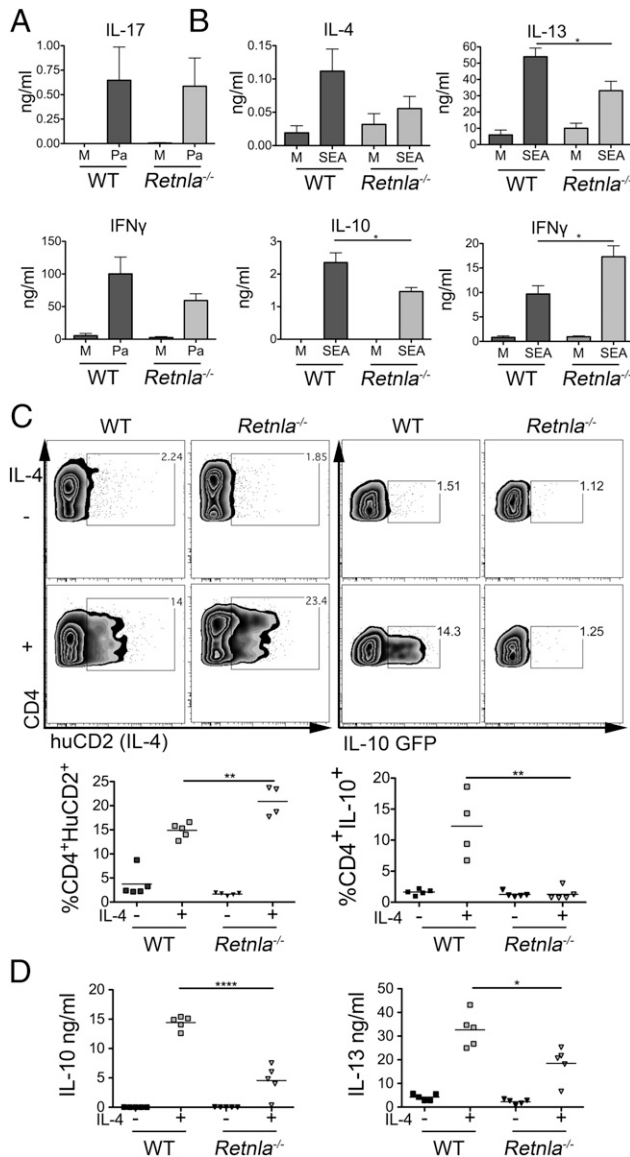 A
B
IL-17
ng/ml
1.00
0.75
0.50
0.25
0.00
M Pa M Pa
WT Retnla-/-
IL-4
ng/ml
0.15
0.10
0.05
0.00
M SEA M SEA
WT Retnla-/-
IL-13
*
ng/ml
60
50
40
30
20
10
0
M SEA M SEA
WT Retnla-/-
IFNγ
ng/ml
150
100
50
0
M Pa M Pa
WT Retnla-/-
IL-10
*
ng/ml
3
2
1
0
M SEA M SEA
WT Retnla-/-
IFNγ
*
ng/ml
20
15
10
5
0
M SEA M SEA
WT Retnla-/-
C
WT Retnla-/- WT Retnla-/-
IL-4
-
2.24
1.85
1.51
1.12
+
CD4
14
23.4
14.3
1.25
huCD2 (IL-4)
IL-10 GFP
%CD4+HuCD2+
25
20
15
10
5
0
**
IL-4 - + - +
WT Retnla-/-
%CD4+IL-10+
25
20
15
10
5
0
**
IL-4 - + - +
WT Retnla-/-
D
IL-10 ng/ml
20
15
10
5
0
****
IL-4 - + - +
WT Retnla-/-
IL-13 ng/ml
50
40
30
20
10
0
*
IL-4 - + - +
WT Retnla-/-